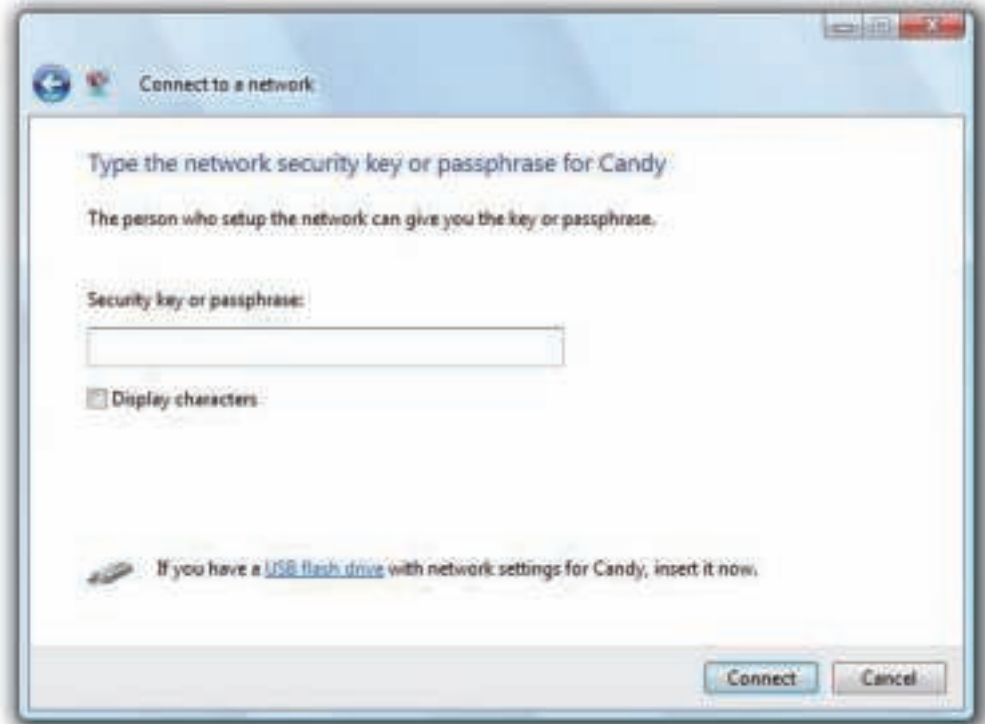 Connect to a network
Type the network security key or passphrase for Candy
The person who setup the network can give you the key or passphrase.
Security key or passphrase:
Display characters
If you have a USB flash drive with network settings for Candy, insert it now.
Connect
Cancel